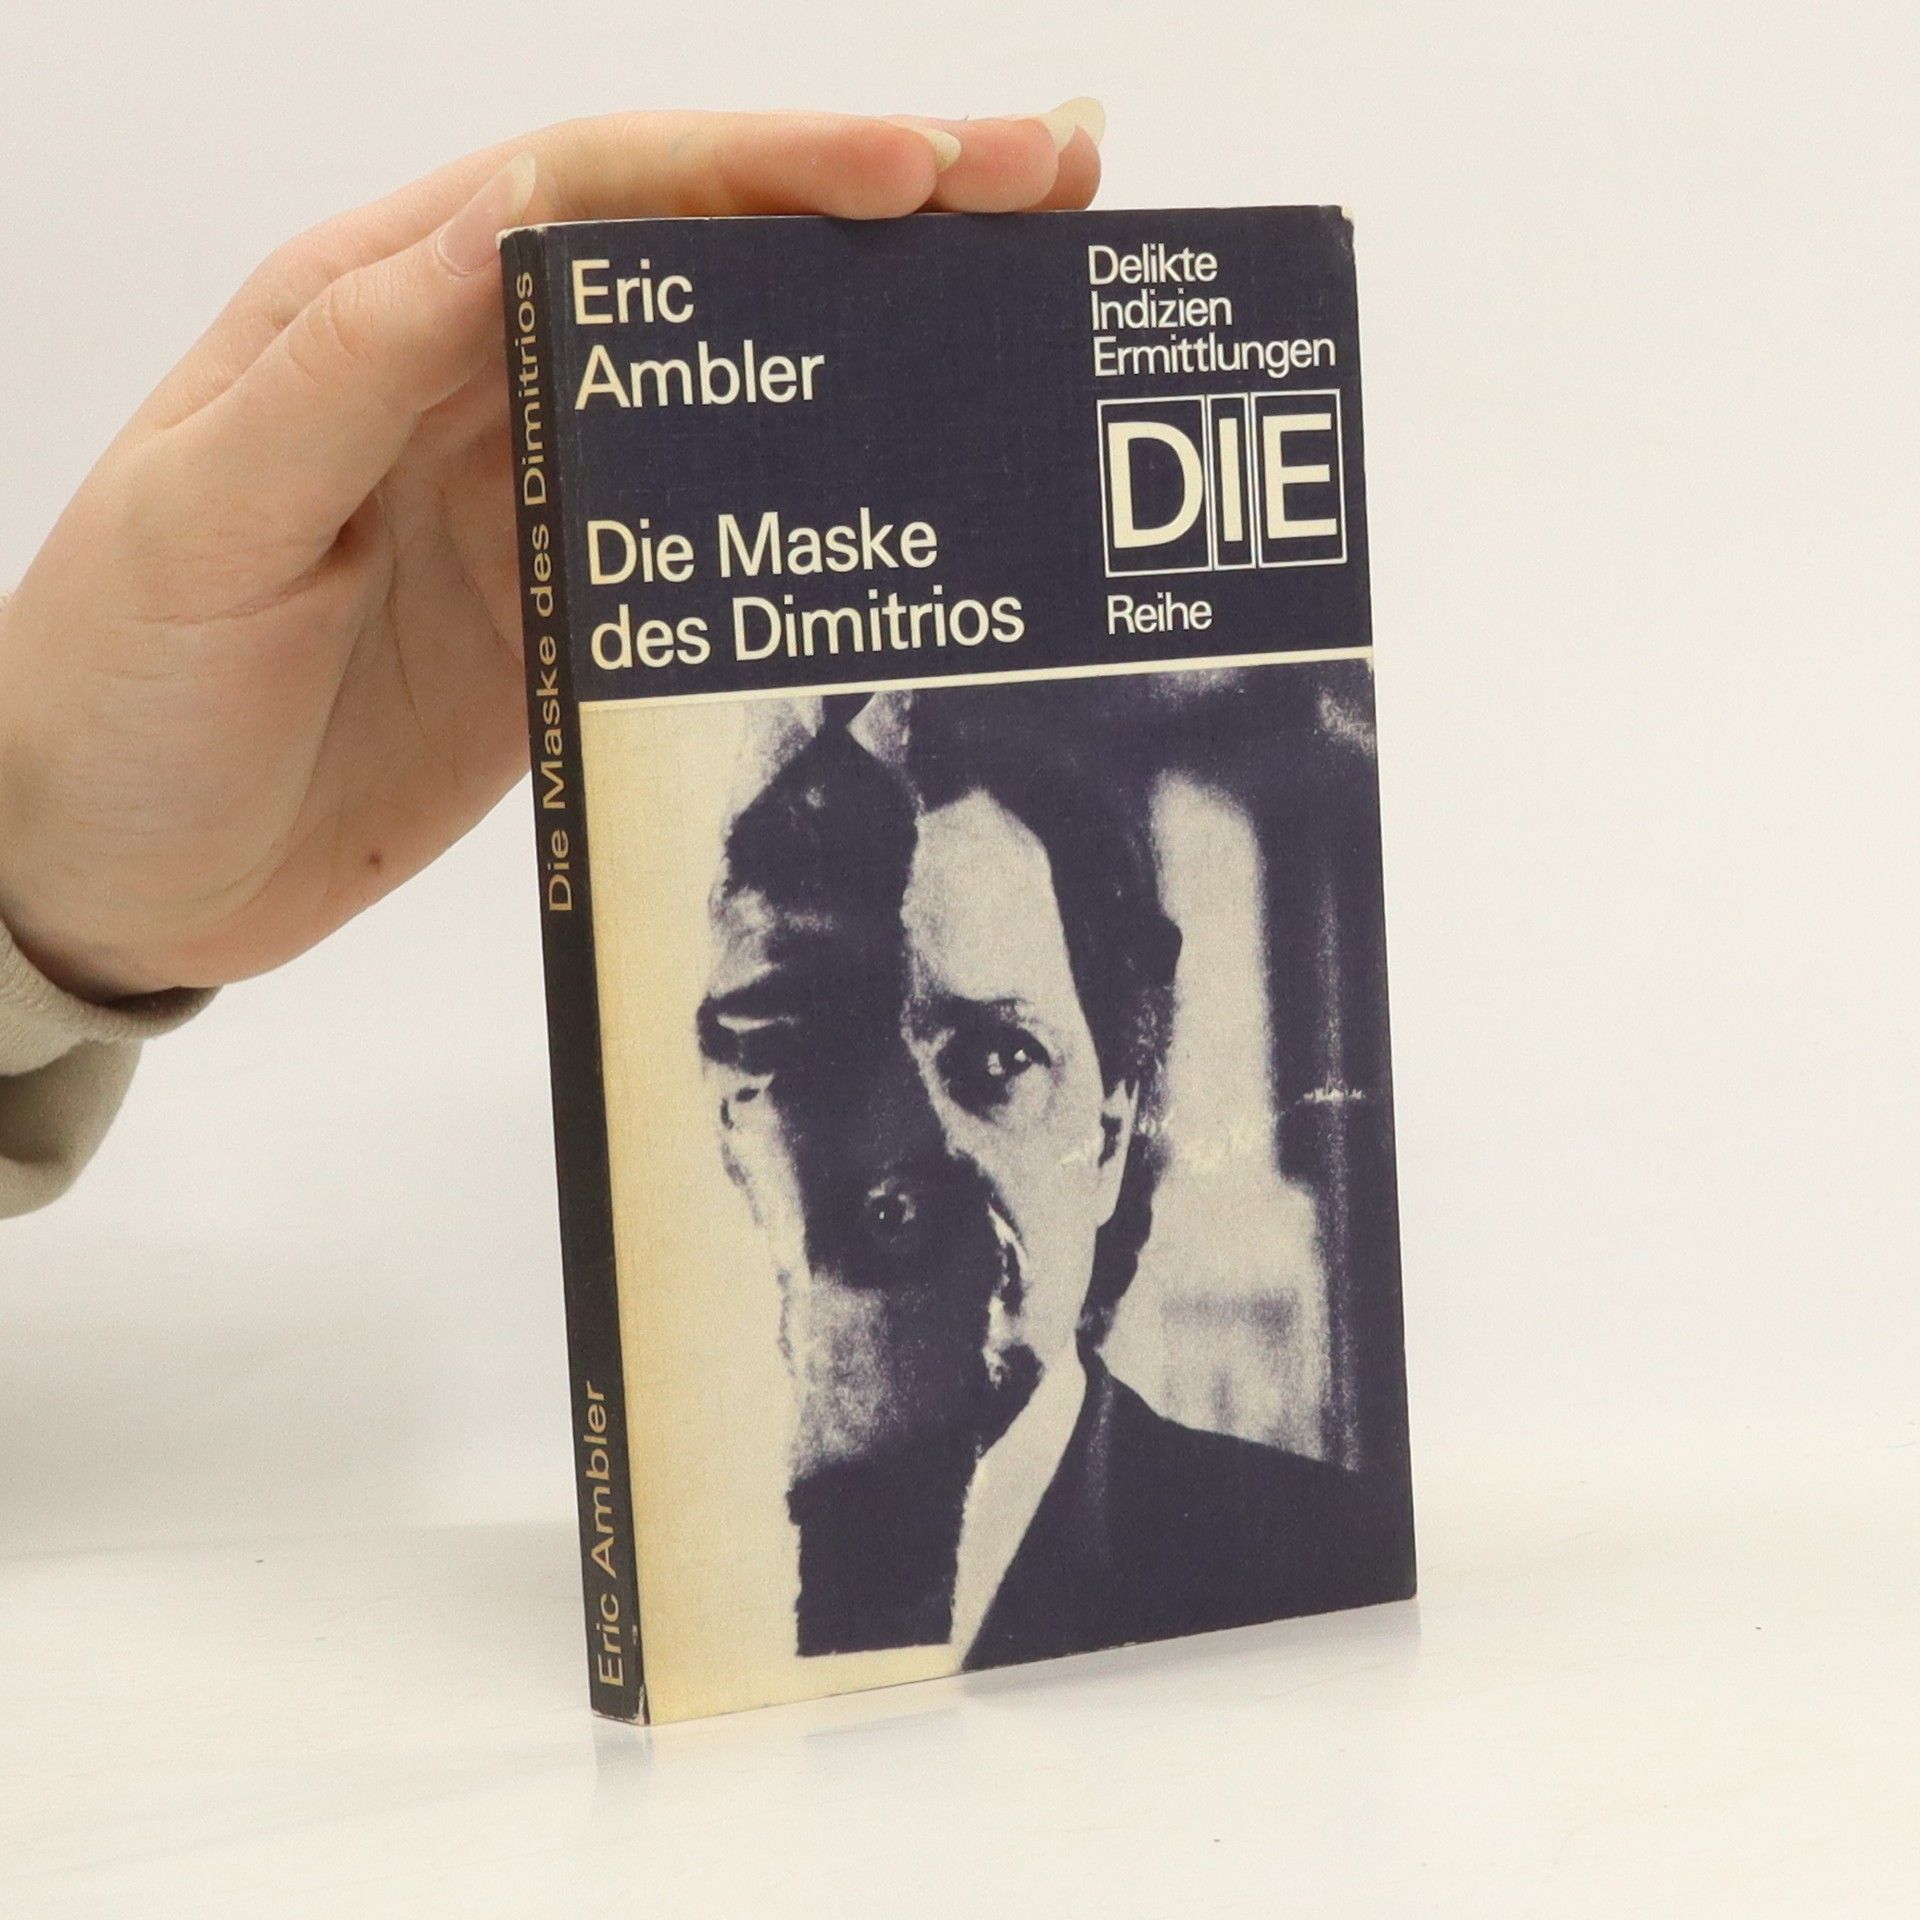 Eric
Ambler
Die Maske
des Dimitrios
Delikte
Indizien
Ermittlungen
DIE
Reihe
Die Maske des Dimitrios
Eric Ambler